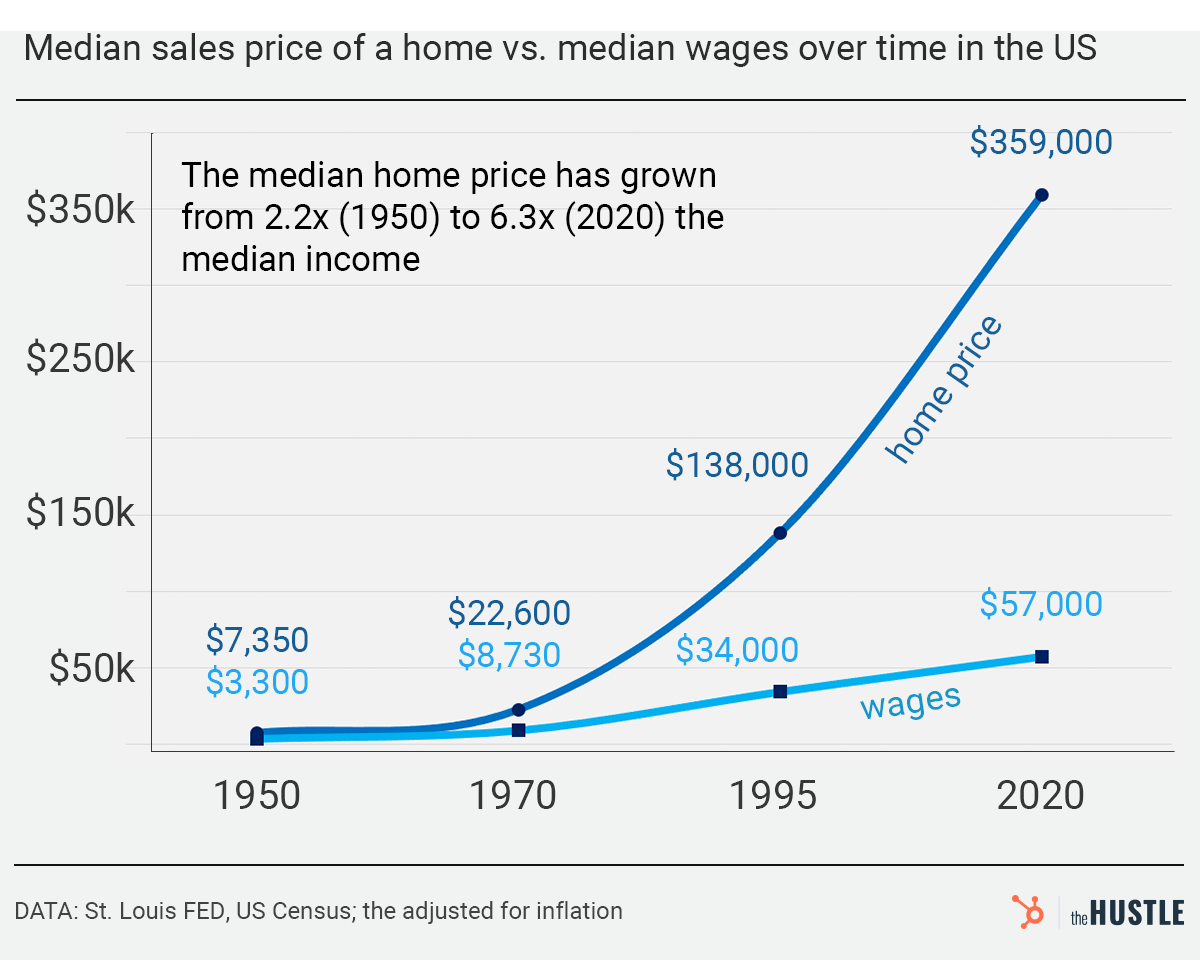 Median sales price of a home vs. median wages over time in the US
The median home price has grown
from 2.2x (1950) to 6.3x (2020) the
median income
$359,000
$350k
$250k
home price
$138,000
$150k
$57,000
$22,600
$7,350
$8,730
$34,000
$50k
$3,300
wages
1950 1970 1995 2020
DATA: St. Louis FED, US Census; the adjusted for inflation
the HUSTLE